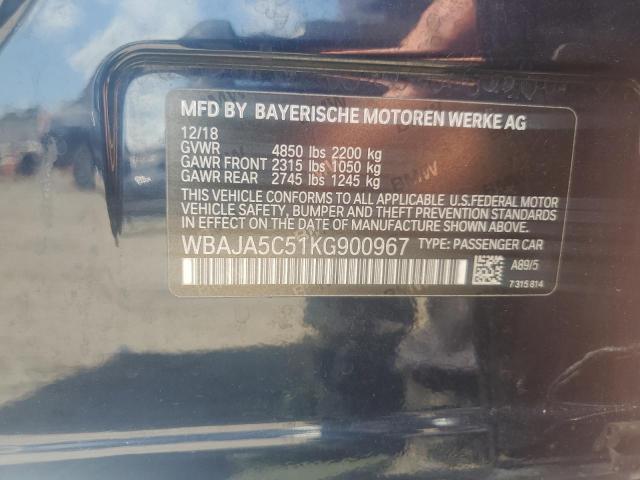 MFD BY BAYERISCHE MOTOREN WERKE AG
12/18
GVWR 4850 lbs 2200 kg
GAWR FRONT 2315 lbs 1050 kg
GAWR REAR 2745 lbs 1245 kg
THIS VEHICLE CONFORMS TO ALL APPLICABLE U.S.FEDERAL MOTOR
VEHICLE SAFETY, BUMPER AND THEFT PREVENTION STANDARDS
IN EFFECT ON THE DATE OF MANUFACTURE SHOWN ABOVE.
WBAJA5C51KG900967 TYPE: PASSENGER CAR
A89/5
7 315 814